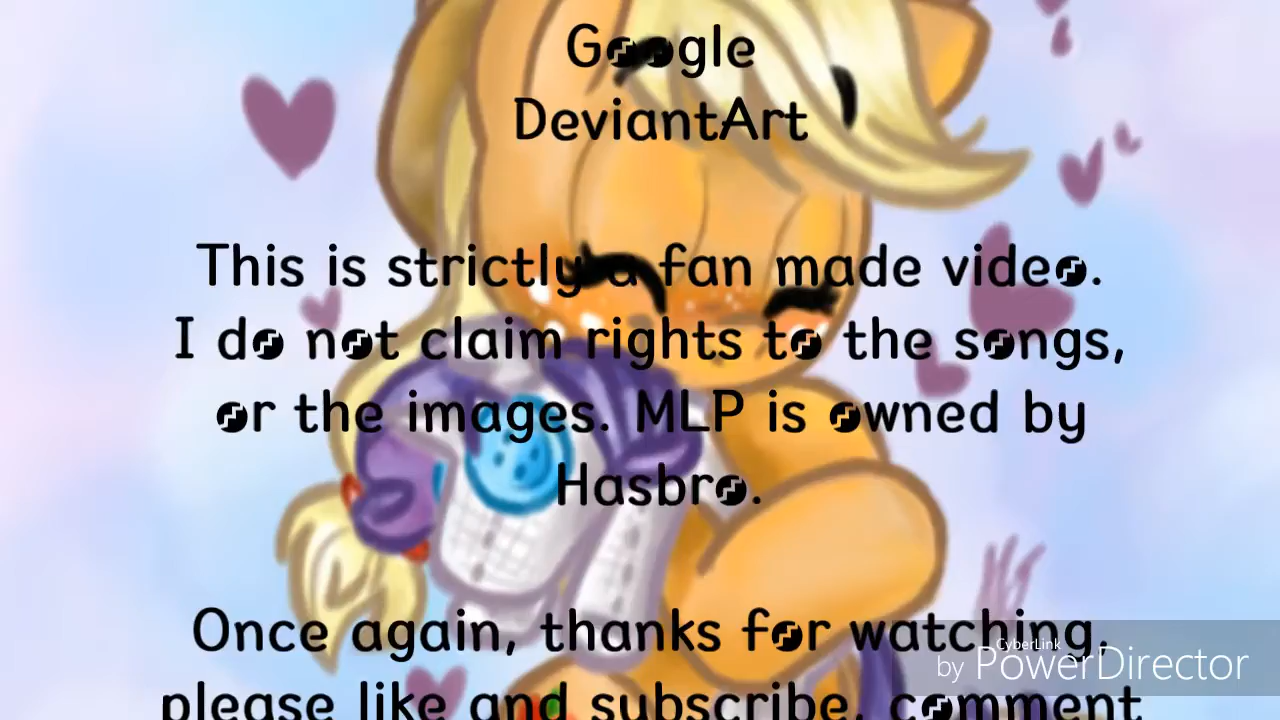 Google
DeviantArt
This is strictly a fan made video.
I do not claim rights to the songs,
or the images. MLP is owned by
Hasbro.
Once again, thanks for watching,
please like and subscribe, comment
CyberLink
by PowerDirector